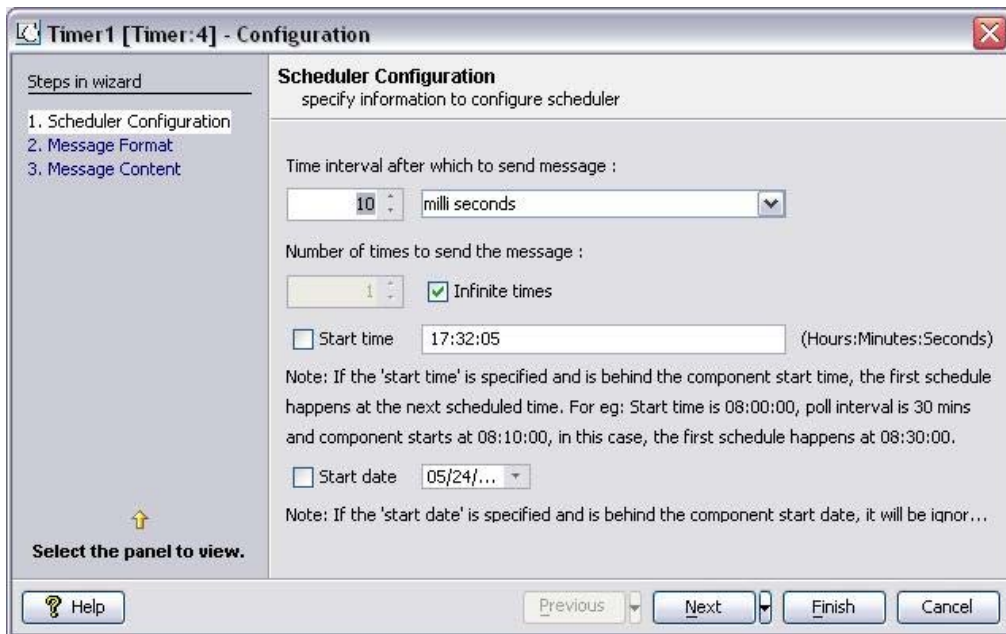 Timer1 [Timer:4] - Configuration
Steps in wizard
1. Scheduler Configuration
2. Message Format
3. Message Content
Select the panel to view.
Scheduler Configuration
specify information to configure scheduler
Time interval after which to send message :
10 milli seconds
Number of times to send the message :
1 Infinite times
Start time 17:32:05 (Hours:Minutes:Seconds)
Note: If the 'start time' is specified and is behind the component start time, the first schedule
happens at the next scheduled time. For eg: Start time is 08:00:00, poll interval is 30 mins
and component starts at 08:10:00, in this case, the first schedule happens at 08:30:00.
Start date 05/24/...
Note: If the 'start date' is specified and is behind the component start date, it will be ignor...
Help Previous Next Finish Cancel